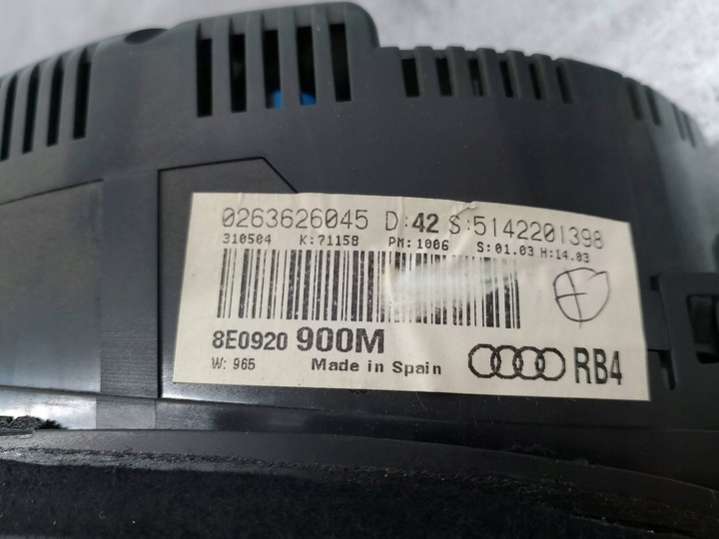 0263626045 D:42 S:5142201398
310504 K:71158 PM:1006 S:01.03 H:14.03
8E0920 900M RB4
W: 965 Made in Spain